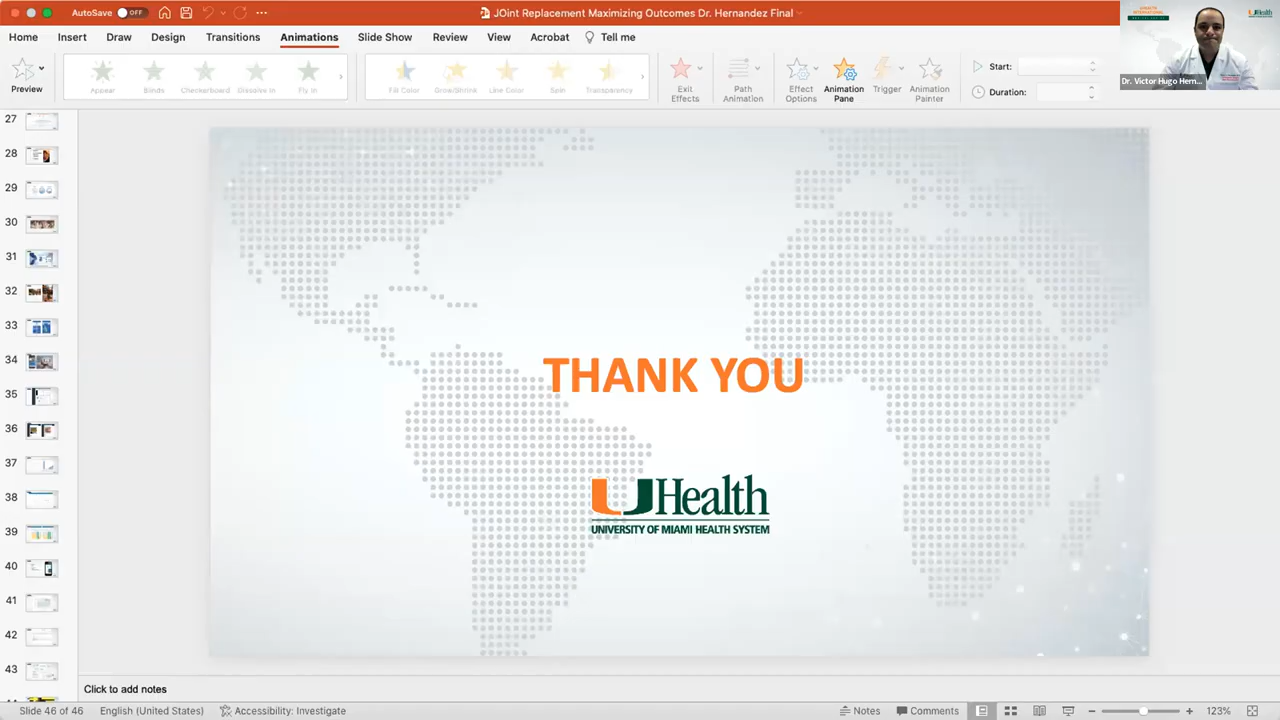 AutoSave OFF
JOint Replacement Maximizing Outcomes Dr. Hernandez Final
Home Insert Draw Design Transitions Animations Slide Show Review View Acrobat Tell me
Preview
Appear Blinds Checkerboard Dissolve In Fly In
Fill Color Grow/Shrink Line Color Spin Transparency
Exit Effects
Path Animation
Effect Options
Animation Pane
Trigger
Animation Painter
Start:
Duration:
UHealth
Dr. Victor Hugo Hern...
27
28
29
30
31
32
33
34
35
36
37
38
39
40
41
42
43
THANK YOU
UHealth
UNIVERSITY OF MIAMI HEALTH SYSTEM
Click to add notes
Slide 46 of 46 English (United States) Accessibility: Investigate Notes Comments 123%